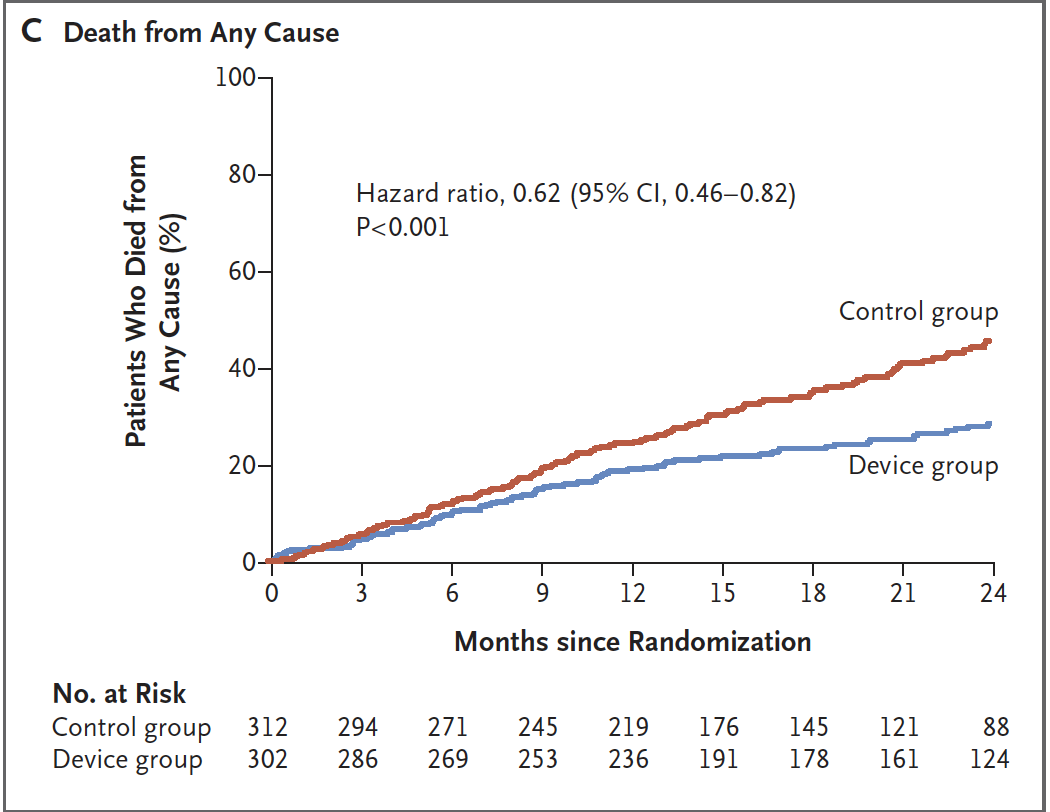 C Death from Any Cause
Patients Who Died from
Any Cause (%)
100
80
60
40
20
0
Hazard ratio, 0.62 (95% CI, 0.46–0.82)
P<0.001
Control group
Device group
0 3 6 9 12 15 18 21 24
Months since Randomization
No. at Risk
Control group 312 294 271 245 219 176 145 121 88
Device group 302 286 269 253 236 191 178 161 124